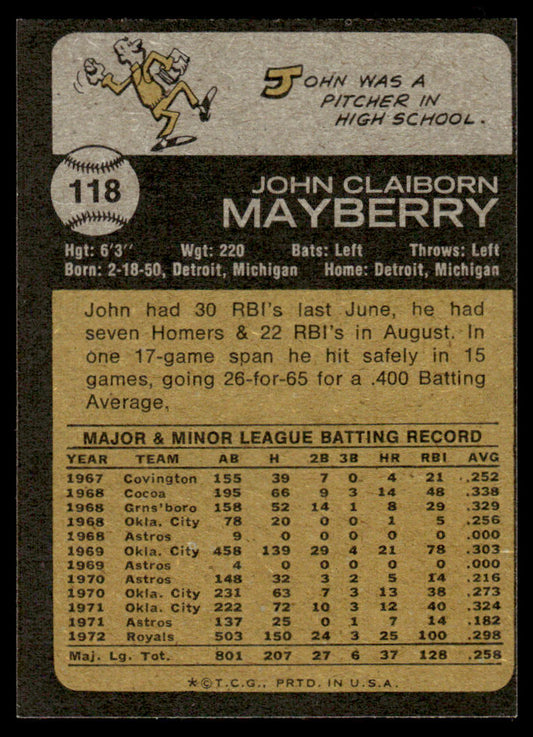 JOHN WAS A
PITCHER IN
HIGH SCHOOL.
118
JOHN CLAIBORN
MAYBERRY
Hgt: 6'3" Wgt: 220 Bats: Left Throws: Left
Born: 2-18-50, Detroit, Michigan Home: Detroit, Michigan
John had 30 RBI's last June, he had
seven Homers & 22 RBI's in August. In
one 17-game span he hit safely in 15
games, going 26-for-65 for a .400 Batting
Average.
MAJOR & MINOR LEAGUE BATTING RECORD
YEAR TEAM AB H 2B 3B HR RBI AVG
1967 Covington 155 39 7 0 4 21 .252
1968 Cocoa 195 66 9 3 14 48 .338
1968 Grns'boro 158 52 14 1 8 29 .329
1968 Okla. City 78 20 0 0 1 5 .256
1968 Astros 9 0 0 0 0 0 .000
1969 Okla. City 458 139 29 4 21 78 .303
1969 Astros 4 0 0 0 0 0 .000
1970 Astros 148 32 3 2 5 14 .216
1970 Okla. City 231 63 7 3 13 38 .273
1971 Okla. City 222 72 10 3 12 40 .324
1971 Astros 137 25 0 1 7 14 .182
1972 Royals 503 150 24 3 25 100 .298
Maj. Lg. Tot. 801 207 27 6 37 128 .258
*©T.C.G., PRTD. IN U.S.A.